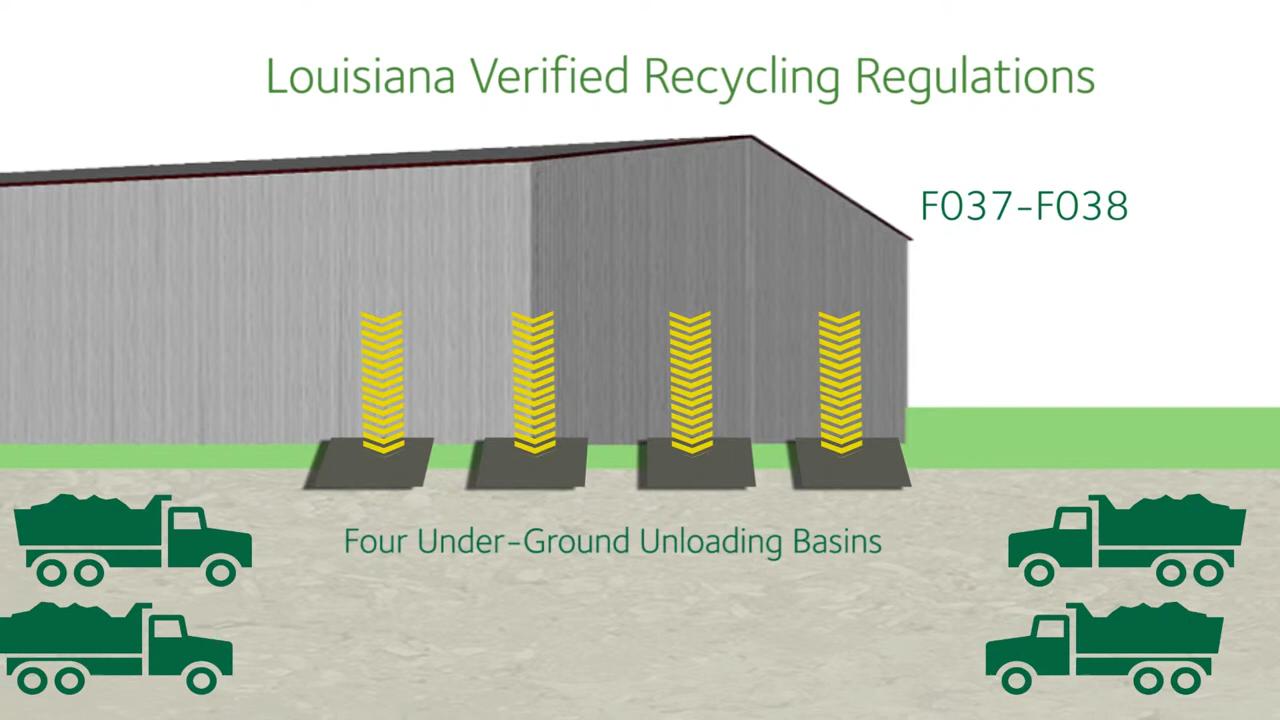 Louisiana Verified Recycling Regulations
F037-F038
Four Under-Ground Unloading Basins